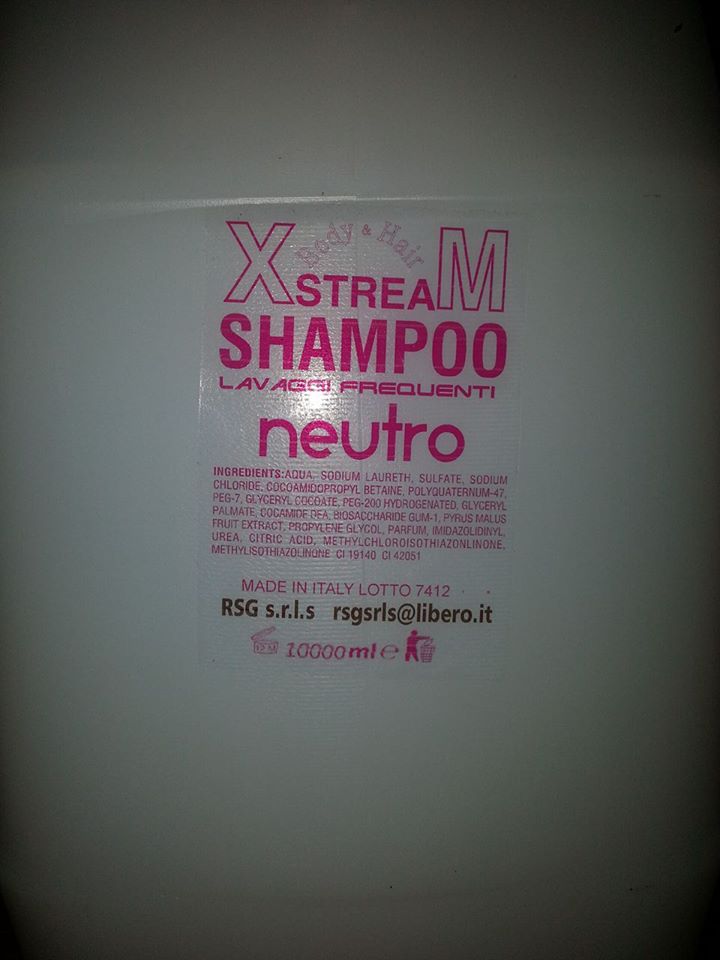 Body & Hair
XSTREAM
SHAMPOO
LAVAGGI FREQUENTI
neutro
INGREDIENTS:AQUA, SODIUM LAURETH, SULFATE, SODIUM
CHLORIDE, COCOAMIDOPROPYL BETAINE, POLYQUATERNUM-47,
PEG-7, GLYCERYL COCOATE, PEG-200 HYDROGENATED, GLYCERYL
PALMATE, COCAMIDE DEA, BIOSACCHARIDE GUM-1, PYRUS MALUS
FRUIT EXTRACT, PROPYLENE GLYCOL, PARFUM, IMIDAZOLIDINYL,
UREA, CITRIC ACID, METHYLCHLOROISOTHIAZONLINONE,
METHYLISOTHIAZOLINONE CI 19140 CI 42051
MADE IN ITALY LOTTO 7412
RSG s.r.l.s rsgsrls@libero.it
12 M 10000ml e